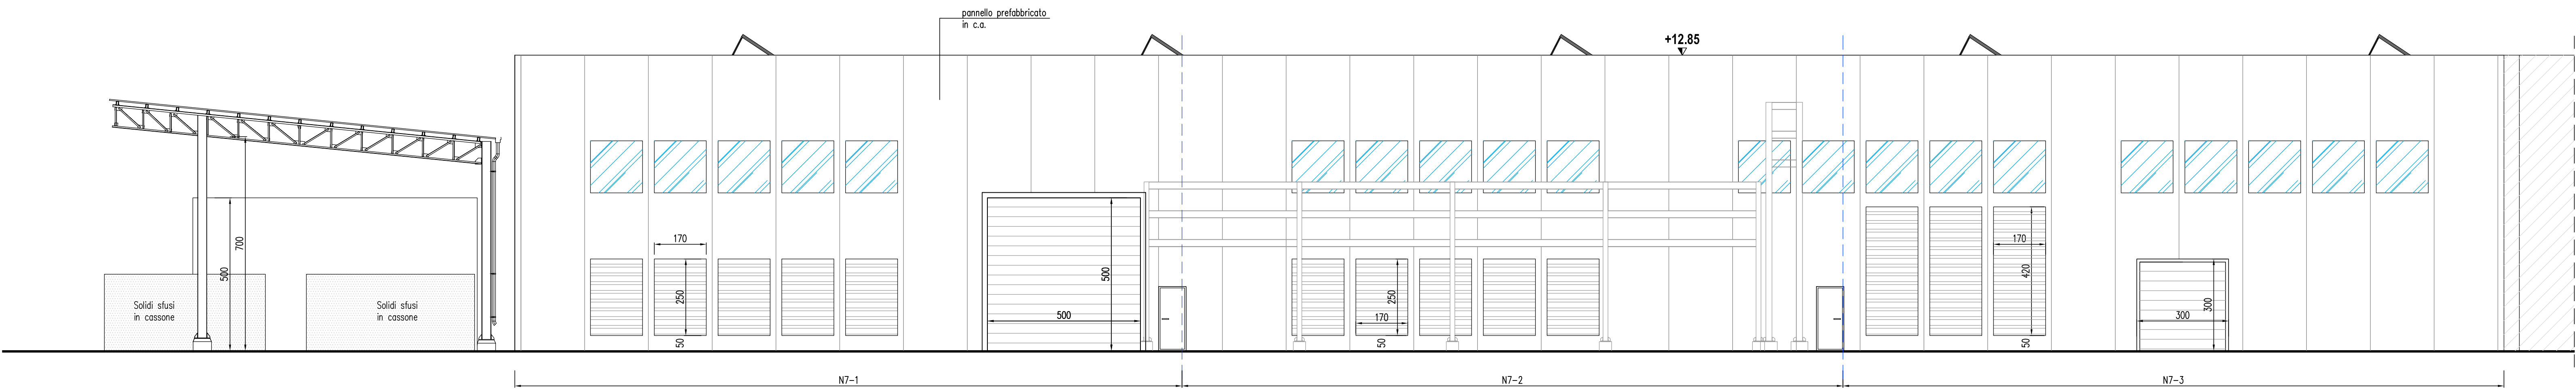 pannello prefabbricato
in c.a.
+12.85
700
500
Solidi sfusi
in cassone
Solidi sfusi
in cassone
170
250
50
500
500
250
170
50
170
420
50
300
300
N7-1
N7-2
N7-3